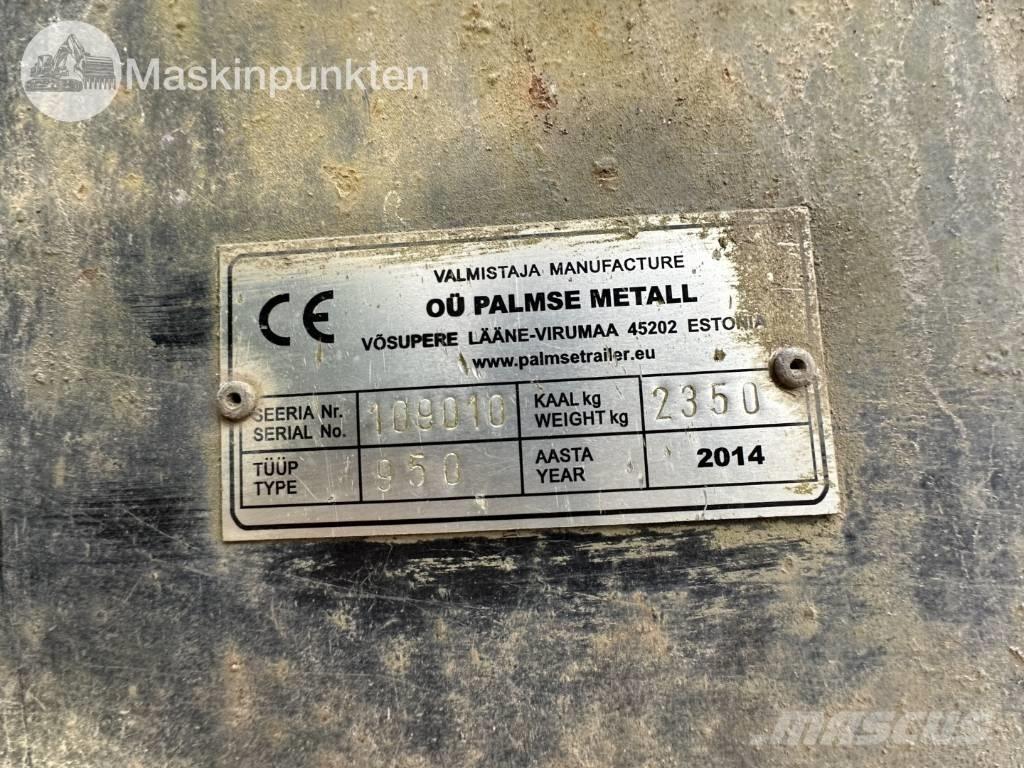 Maskinpunkten
VALMISTAJA MANUFACTURE
CE
OÜ PALMSE METALL
VÕSUPERE LÄÄNE-VIRUMAA 45202 ESTONIA
www.palmsetrailer.eu
SEERIA Nr. 109010 KAAL kg 2350
SERIAL No. WEIGHT kg
TÜÜP 950 AASTA 2014
TYPE YEAR
MASCUS